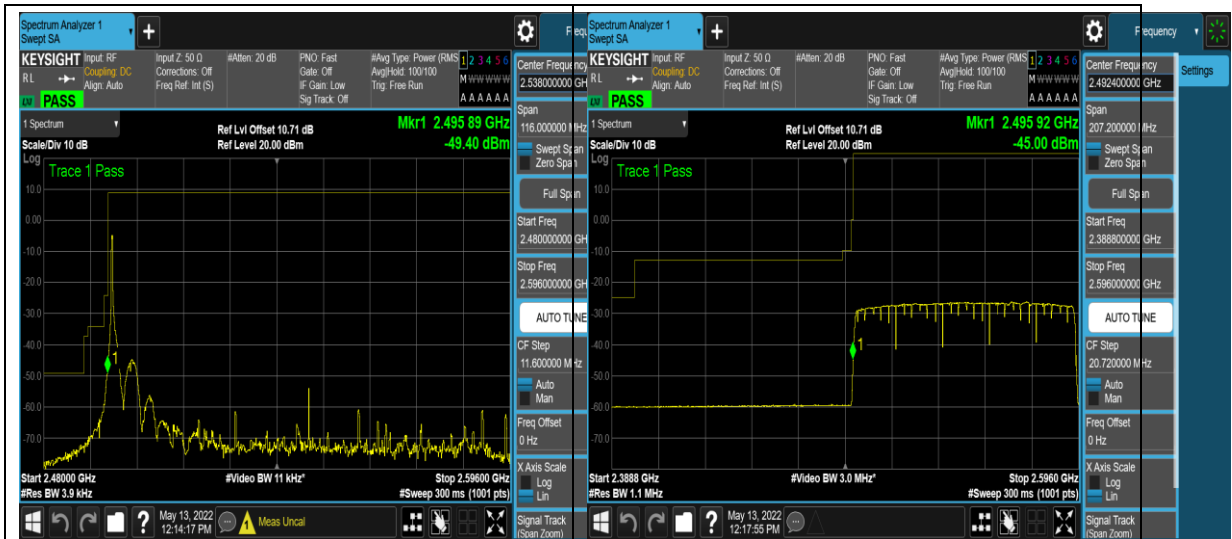 Spectrum Analyzer 1
Swept SA
+
Frequ
KEYSIGHT
Input: RF
Input Z: 50 Ω
#Atten: 20 dB
PNO: Fast
#Avg Type: Power (RMS
1 2 3 4 5 6
RL
Coupling: DC
Corrections: Off
Gate: Off
Avg|Hold: 100/100
M W W W W W
Align: Auto
Freq Ref: Int (S)
IF Gain: Low
Trig: Free Run
Sig Track: Off
A A A A A A
PASS
1 Spectrum
Ref Lvl Offset 10.71 dB
Mkr1 2.495 89 GHz
Scale/Div 10 dB
Ref Level 20.00 dBm
-49.40 dBm
Log
Trace 1 Pass
10.0
0.00
-10.0
-20.0
-30.0
-40.0
-50.0
-60.0
-70.0
1
Start 2.48000 GHz
#Video BW 11 kHz*
Stop 2.59600 GHz
#Res BW 3.9 kHz
#Sweep 300 ms (1001 pts)
?
May 13, 2022
12:14:17 PM
Meas Uncal
Center Frequency
2.538000000 GH
Span
116.000000 MHz
Swept Span
Zero Span
Full Span
Start Freq
2.480000000 GH
Stop Freq
2.596000000 GH
AUTO TUNE
CF Step
11.600000 MHz
Auto
Man
Freq Offset
0 Hz
X Axis Scale
Log
Lin
Signal Track
(Span Zoom)
Spectrum Analyzer 1
Swept SA
+
Frequency
Settings
KEYSIGHT
Input: RF
Input Z: 50 Ω
#Atten: 20 dB
PNO: Fast
#Avg Type: Power (RMS
1 2 3 4 5 6
RL
Coupling: DC
Corrections: Off
Gate: Off
Avg|Hold: 100/100
M W W W W W
Align: Auto
Freq Ref: Int (S)
IF Gain: Low
Trig: Free Run
Sig Track: Off
A A A A A A
PASS
1 Spectrum
Ref Lvl Offset 10.71 dB
Mkr1 2.495 92 GHz
Scale/Div 10 dB
Ref Level 20.00 dBm
-45.00 dBm
Log
Trace 1 Pass
10.0
0.00
-10.0
-20.0
-30.0
-40.0
-50.0
-60.0
-70.0
1
Start 2.3888 GHz
#Video BW 3.0 MHz*
Stop 2.5960 GHz
#Res BW 1.1 MHz
#Sweep 300 ms (1001 pts)
?
May 13, 2022
12:17:55 PM
Center Frequency
2.492400000 GHz
Span
207.200000 MHz
Swept Span
Zero Span
Full Span
Start Freq
2.388800000 GHz
Stop Freq
2.596000000 GHz
AUTO TUNE
CF Step
20.720000 MHz
Auto
Man
Freq Offset
0 Hz
X Axis Scale
Log
Lin
Signal Track
(Span Zoom)